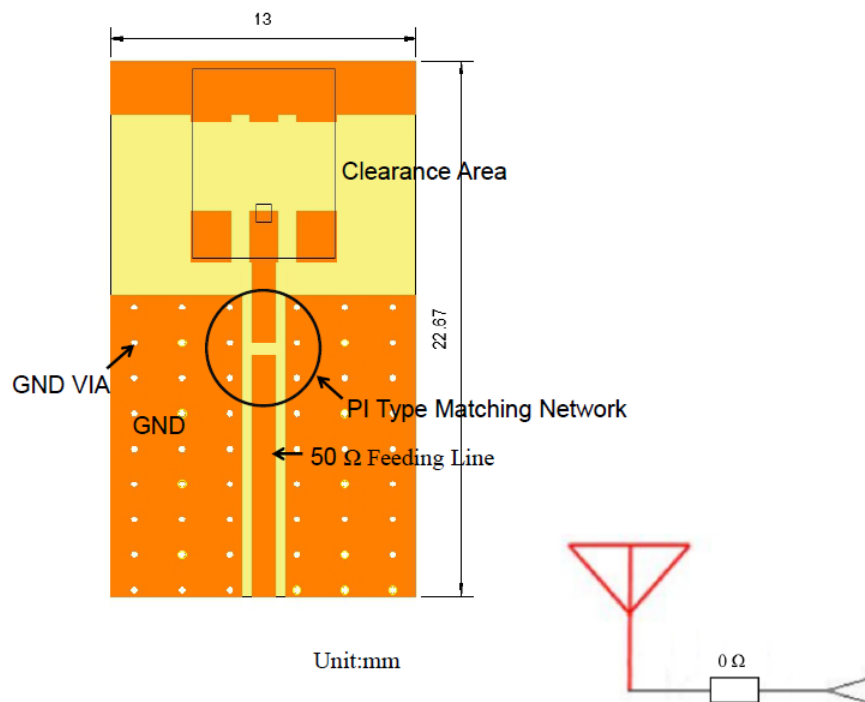 13
Clearance Area
22.67
GND VIA
GND
PI Type Matching Network
50 Ω Feeding Line
Unit:mm
0 Ω